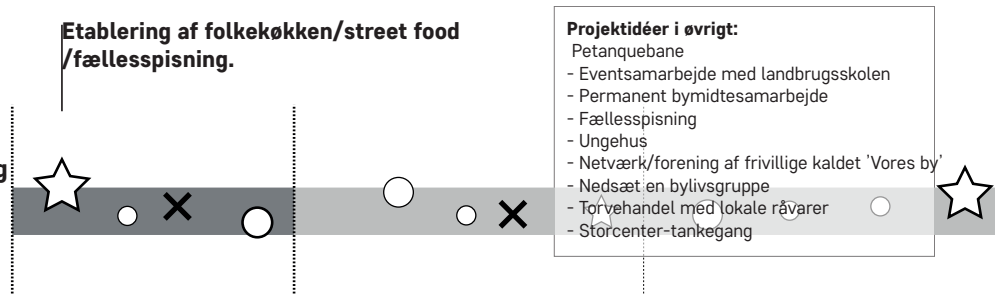 Etablering af folkekøkken/street food
/fællesspisning.
Projektidéer i øvrigt:
Petanquebane
- Eventsamarbejde med landbrugsskolen
- Permanent bymidtesamarbejde
- Fællesspisning
- Ungehus
- Netværk/forening af frivillige kaldet 'Vores by'
- Nedsæt en bylivsgruppe
- Torvehandel med lokale råvarer
- Storcenter-tankegang